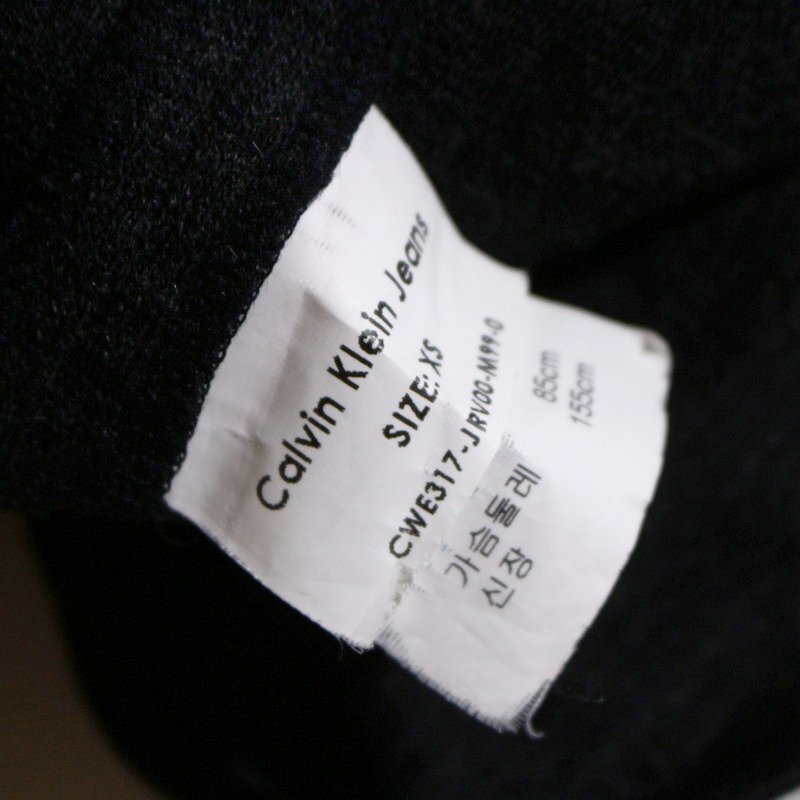 Calvin Klein Jeans
SIZE: XS
CWE317-JRV00-M99-0
가슴둘레 85cm
신장 155cm